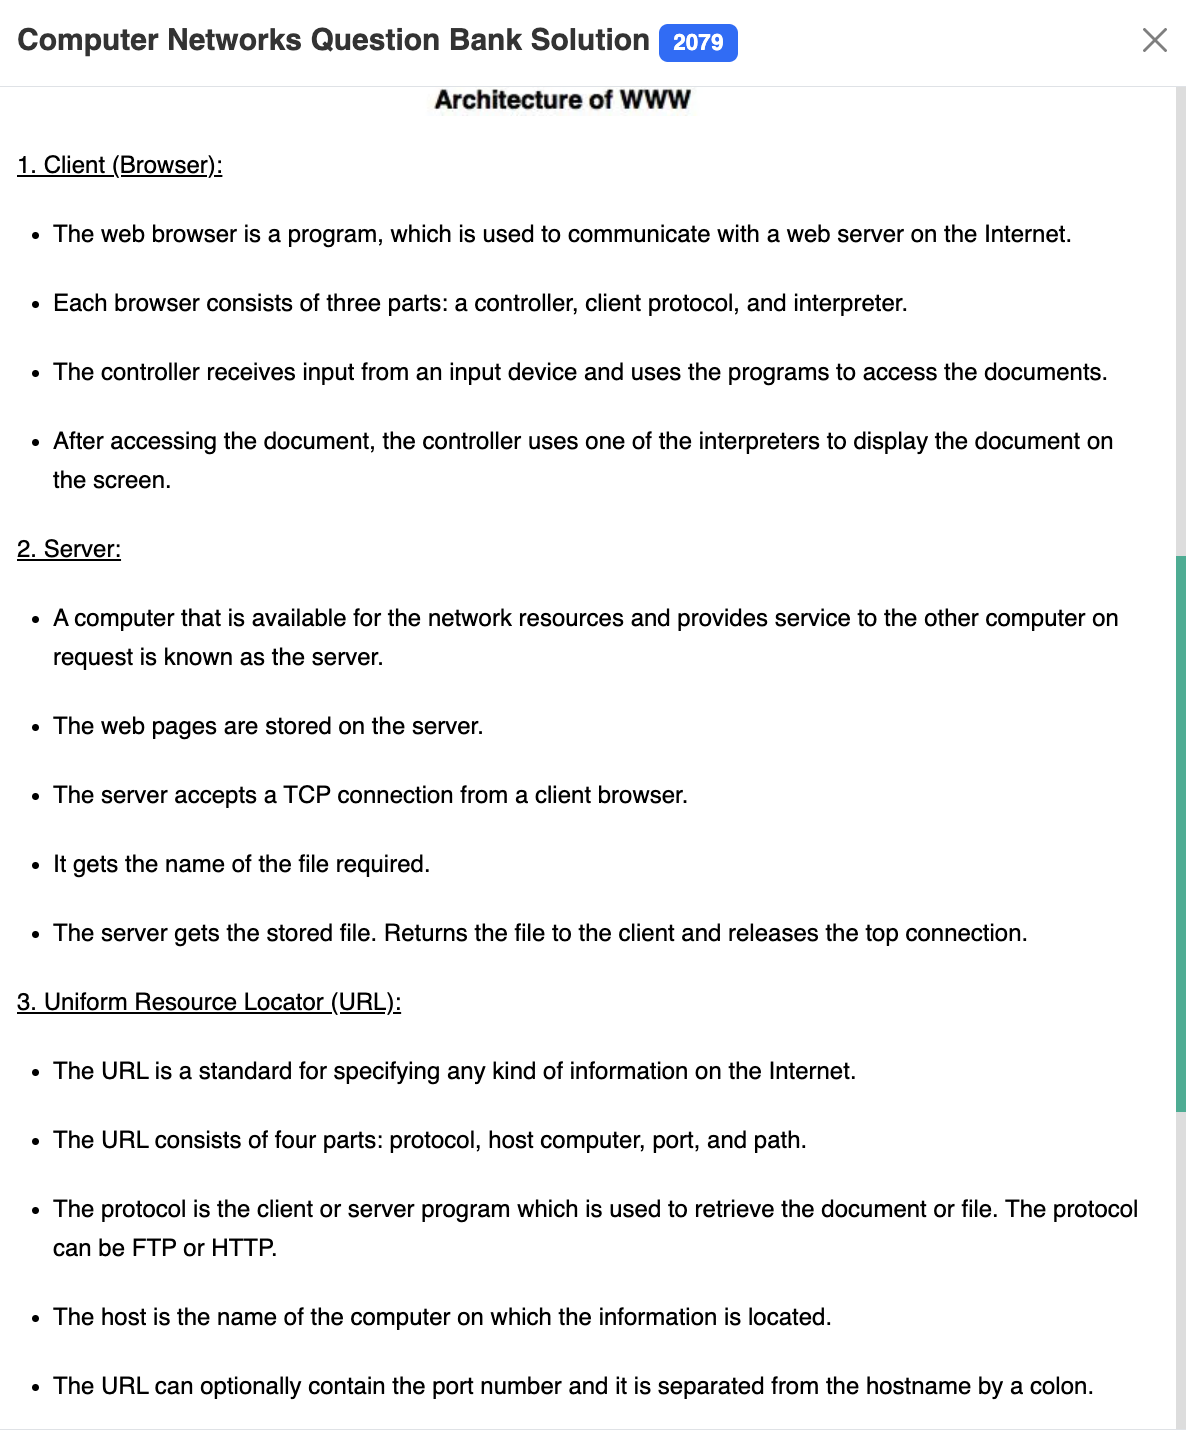 Computer Networks Question Bank Solution 2079
Architecture of WWW
1. Client (Browser):
• The web browser is a program, which is used to communicate with a web server on the Internet.
• Each browser consists of three parts: a controller, client protocol, and interpreter.
• The controller receives input from an input device and uses the programs to access the documents.
• After accessing the document, the controller uses one of the interpreters to display the document on
the screen.
2. Server:
• A computer that is available for the network resources and provides service to the other computer on
request is known as the server.
• The web pages are stored on the server.
• The server accepts a TCP connection from a client browser.
• It gets the name of the file required.
• The server gets the stored file. Returns the file to the client and releases the top connection.
3. Uniform Resource Locator (URL):
• The URL is a standard for specifying any kind of information on the Internet.
• The URL consists of four parts: protocol, host computer, port, and path.
• The protocol is the client or server program which is used to retrieve the document or file. The protocol
can be FTP or HTTP.
• The host is the name of the computer on which the information is located.
• The URL can optionally contain the port number and it is separated from the hostname by a colon.